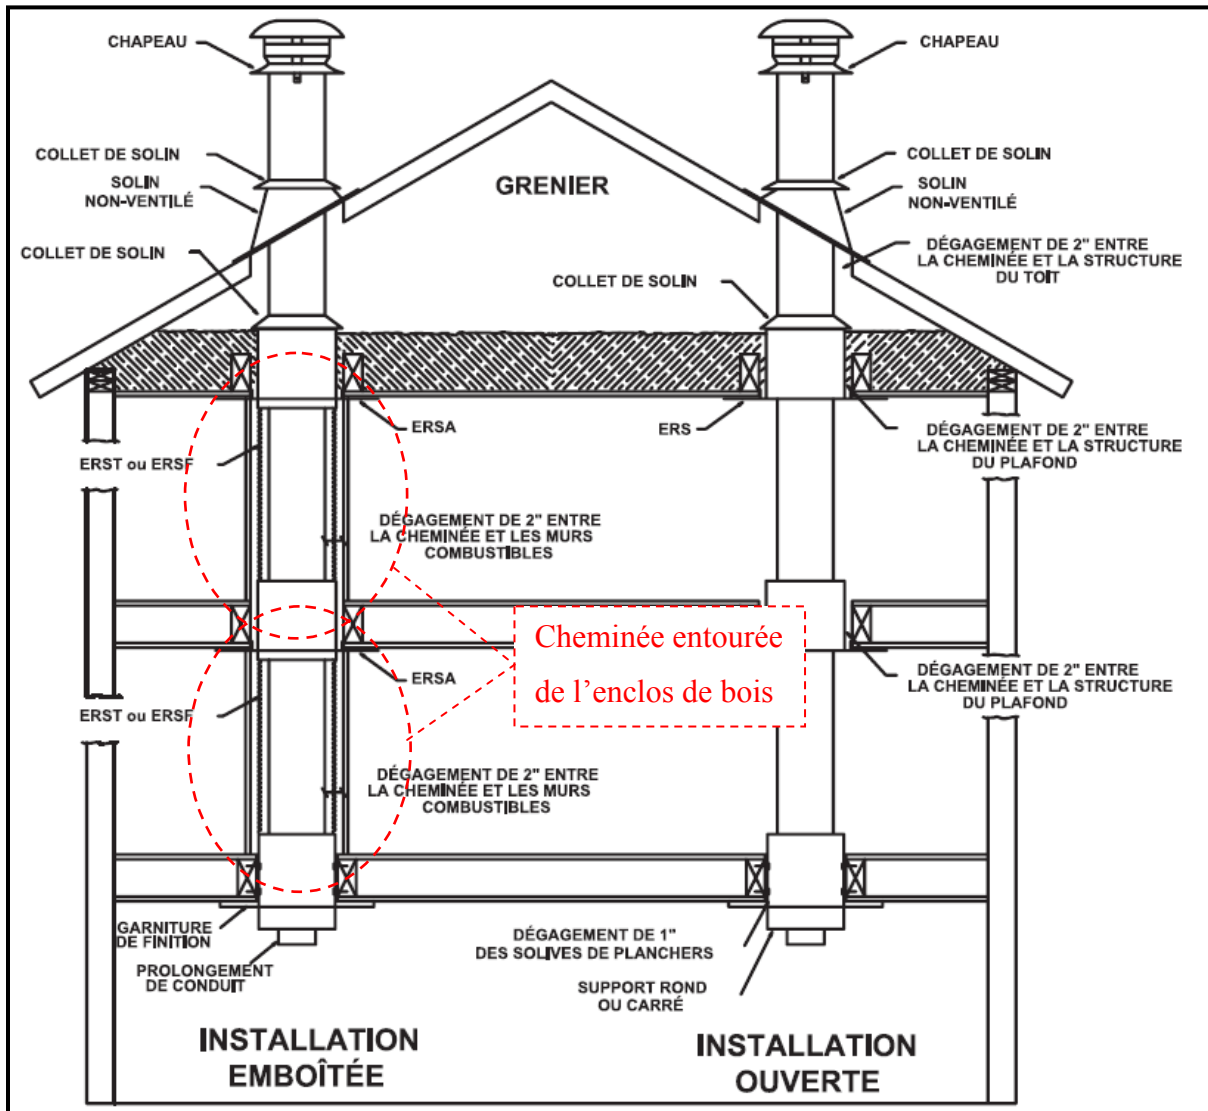 CHAPEAU
CHAPEAU
COLLET DE SOLIN
COLLET DE SOLIN
SOLIN
NON-VENTILÉ
GRENIER
SOLIN
NON-VENTILÉ
COLLET DE SOLIN
DÉGAGEMENT DE 2" ENTRE
LA CHEMINÉE ET LA STRUCTURE
DU TOIT
COLLET DE SOLIN
ERSA
ERS
DÉGAGEMENT DE 2" ENTRE
LA CHEMINÉE ET LA STRUCTURE
DU PLAFOND
ERST ou ERSF
DÉGAGEMENT DE 2" ENTRE
LA CHEMINÉE ET LES MURS
COMBUSTIBLES
Cheminée entourée
de l'enclos de bois
ERSA
DÉGAGEMENT DE 2" ENTRE
LA CHEMINÉE ET LA STRUCTURE
DU PLAFOND
ERST ou ERSF
DÉGAGEMENT DE 2" ENTRE
LA CHEMINÉE ET LES MURS
COMBUSTIBLES
GARNITURE
DE FINITION
DÉGAGEMENT DE 1"
DES SOLIVES DE PLANCHERS
PROLONGEMENT
DE CONDUIT
SUPPORT ROND
OU CARRÉ
INSTALLATION
EMBOÎTÉE
INSTALLATION
OUVERTE